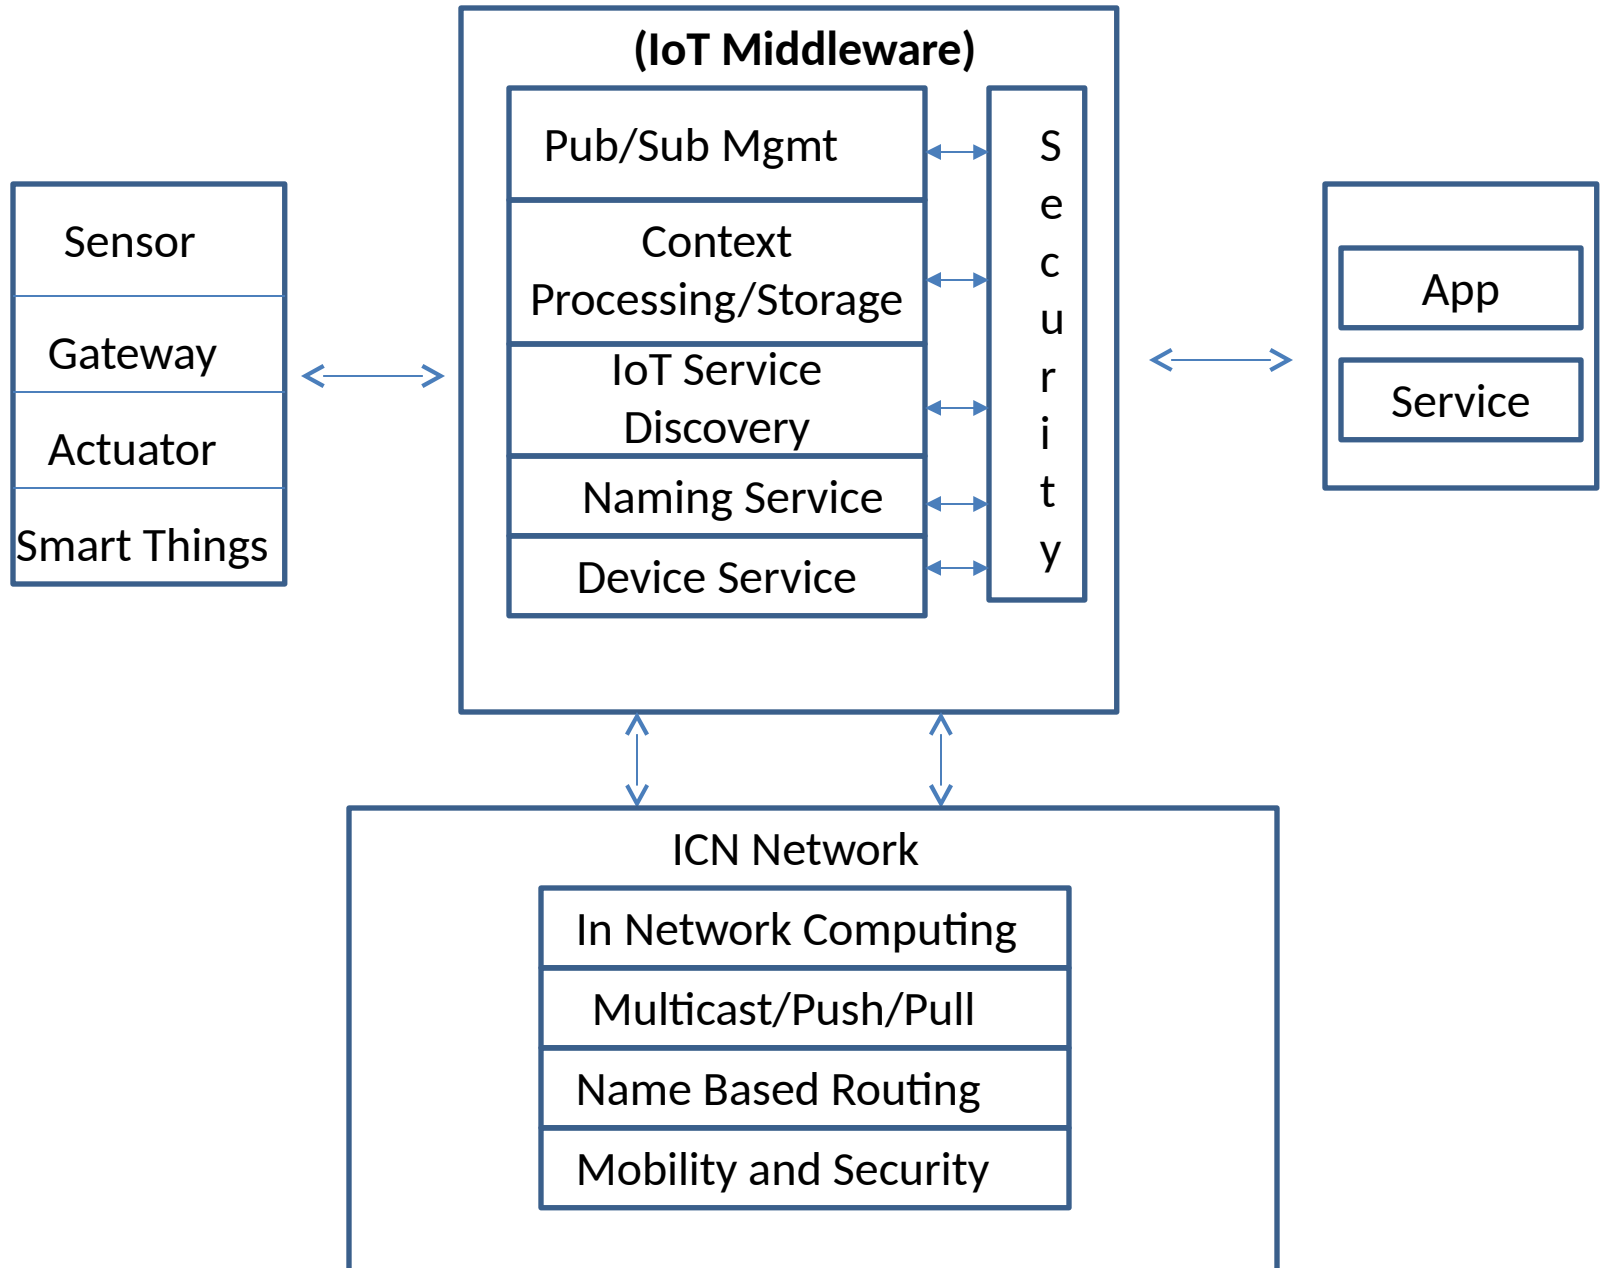 (IoT Middleware)
Pub/Sub Mgmt
Context
Processing/Storage
IoT Service
Discovery
Naming Service
Device Service
S
e
c
u
r
i
t
y
Sensor
Gateway
Actuator
Smart Things
App
Service
ICN Network
In Network Computing
Multicast/Push/Pull
Name Based Routing
Mobility and Security